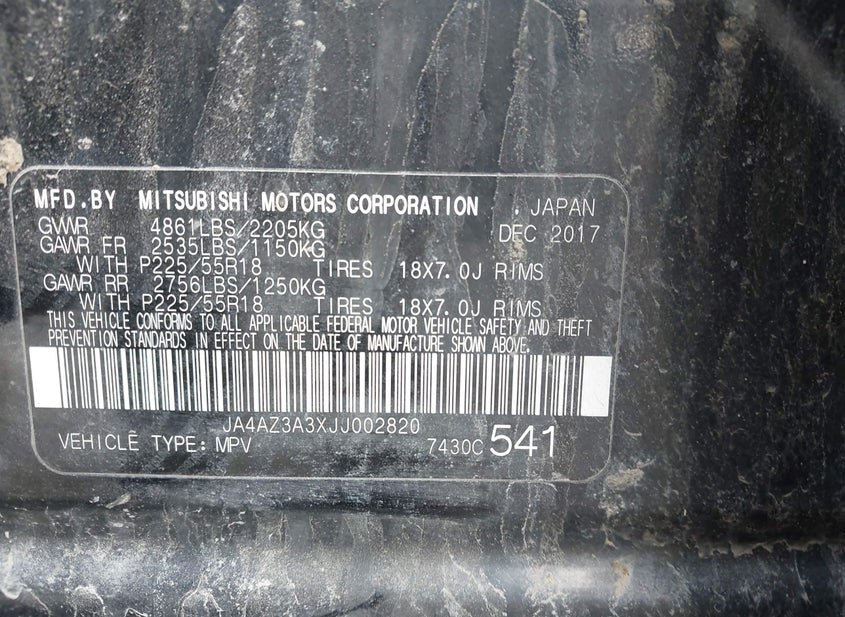 MFD.BY MITSUBISHI MOTORS CORPORATION , JAPAN
GVWR 4861LBS/2205KG DEC 2017
GAWR FR 2535LBS/1150KG
WITH P225/55R18 TIRES 18X7.0J RIMS
GAWR RR 2756LBS/1250KG
WITH P225/55R18 TIRES 18X7.0J RIMS
THIS VEHICLE CONFORMS TO ALL APPLICABLE FEDERAL MOTOR VEHICLE SAFETY AND THEFT
PREVENTION STANDARDS IN EFFECT ON THE DATE OF MANUFACTURE SHOWN ABOVE.
JA4AZ3A3XJJ002820
VEHICLE TYPE: MPV 7430C 541